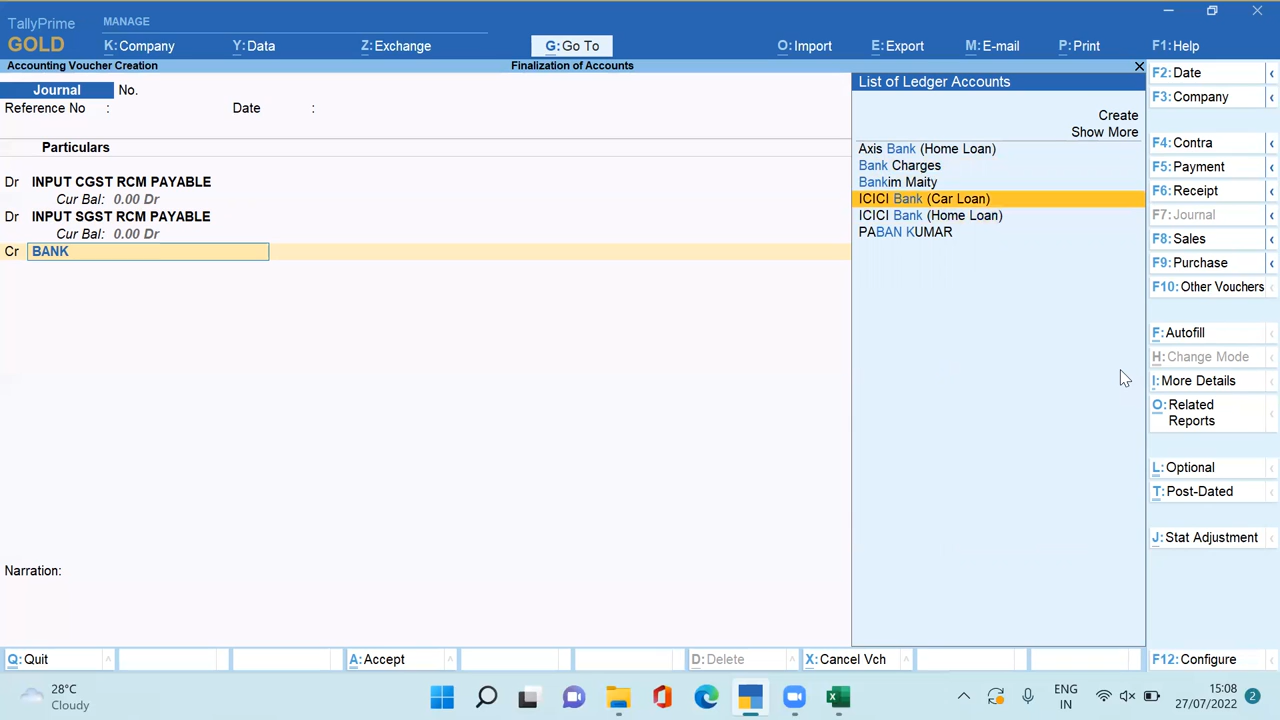 TallyPrime
MANAGE
GOLD
K: Company
Y: Data
Z: Exchange
G: Go To
O: Import
E: Export
M: E-mail
P: Print
F1: Help
Accounting Voucher Creation
Finalization of Accounts
Journal No.
Reference No :
Date :
Particulars
Dr INPUT CGST RCM PAYABLE
Cur Bal: 0.00 Dr
Dr INPUT SGST RCM PAYABLE
Cur Bal: 0.00 Dr
Cr BANK
Narration:
List of Ledger Accounts
Create
Show More
Axis Bank (Home Loan)
Bank Charges
Bankim Maity
ICICI Bank (Car Loan)
ICICI Bank (Home Loan)
PABAN KUMAR
F2: Date
F3: Company
F4: Contra
F5: Payment
F6: Receipt
F7: Journal
F8: Sales
F9: Purchase
F10: Other Vouchers
F: Autofill
H: Change Mode
I: More Details
O: Related
Reports
L: Optional
T: Post-Dated
J: Stat Adjustment
Q: Quit
A: Accept
D: Delete
X: Cancel Vch
F12: Configure
28°C
Cloudy
ENG
IN
15:08
27/07/2022
2